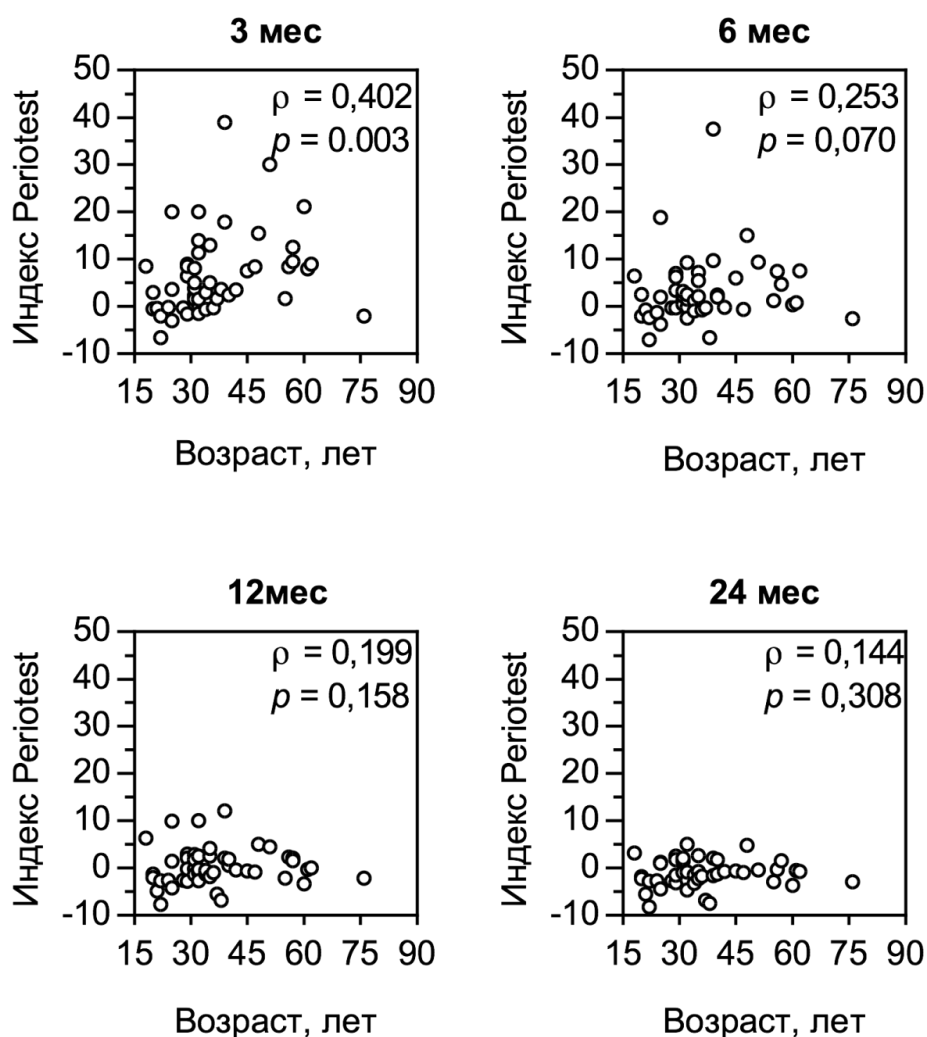 3 мес
ρ = 0,402
p = 0.003
Индекс Periotest
50
40
30
20
10
0
-10
15 30 45 60 75 90
Возраст, лет
6 мес
ρ = 0,253
p = 0,070
Индекс Periotest
50
40
30
20
10
0
-10
15 30 45 60 75 90
Возраст, лет
12мес
ρ = 0,199
p = 0,158
Индекс Periotest
50
40
30
20
10
0
-10
15 30 45 60 75 90
Возраст, лет
24 мес
ρ = 0,144
p = 0,308
Индекс Periotest
50
40
30
20
10
0
-10
15 30 45 60 75 90
Возраст, лет